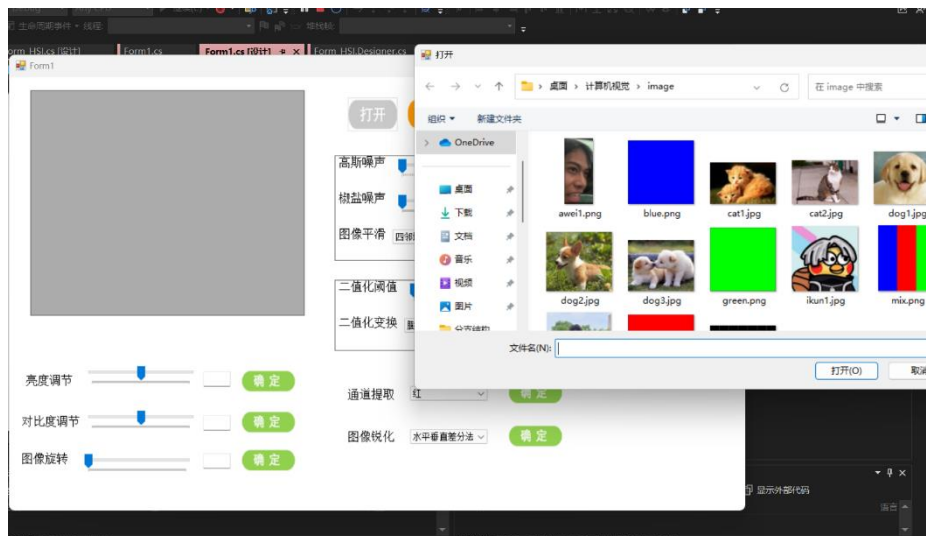 生命周期事件 线程:
堆栈帧:
Form_HSI.cs [设计]
Form1.cs
Form1.cs [设计]
Form_HSI.Designer.cs
Form1
打开
高斯噪声
椒盐噪声
图像平滑
二值化阈值
二值化变换
亮度调节
确 定
对比度调节
确 定
图像旋转
确 定
通道提取
红
确 定
图像锐化
水平垂直差分法
确 定
打开
桌面 › 计算机视觉 › image
在 image 中搜索
组织
新建文件夹
OneDrive
桌面
下载
文档
音乐
视频
图片
分支结构
awei1.png
blue.png
cat1.jpg
cat2.jpg
dog1.jpg
dog2.jpg
dog3.jpg
green.png
ikun1.jpg
mix.png
文件名(N):
打开(O)
取消
显示外部代码
语言